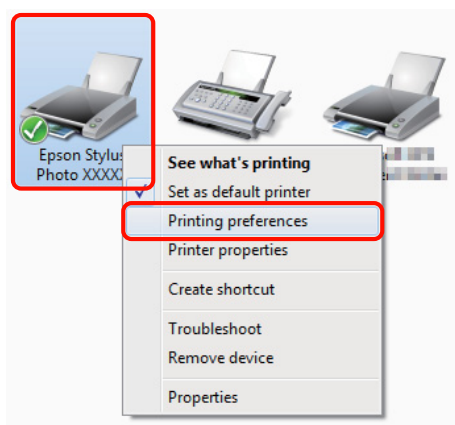 Epson Stylus
Photo XXXXX
See what's printing
Set as default printer
Printing preferences
Printer properties
Create shortcut
Troubleshoot
Remove device
Properties